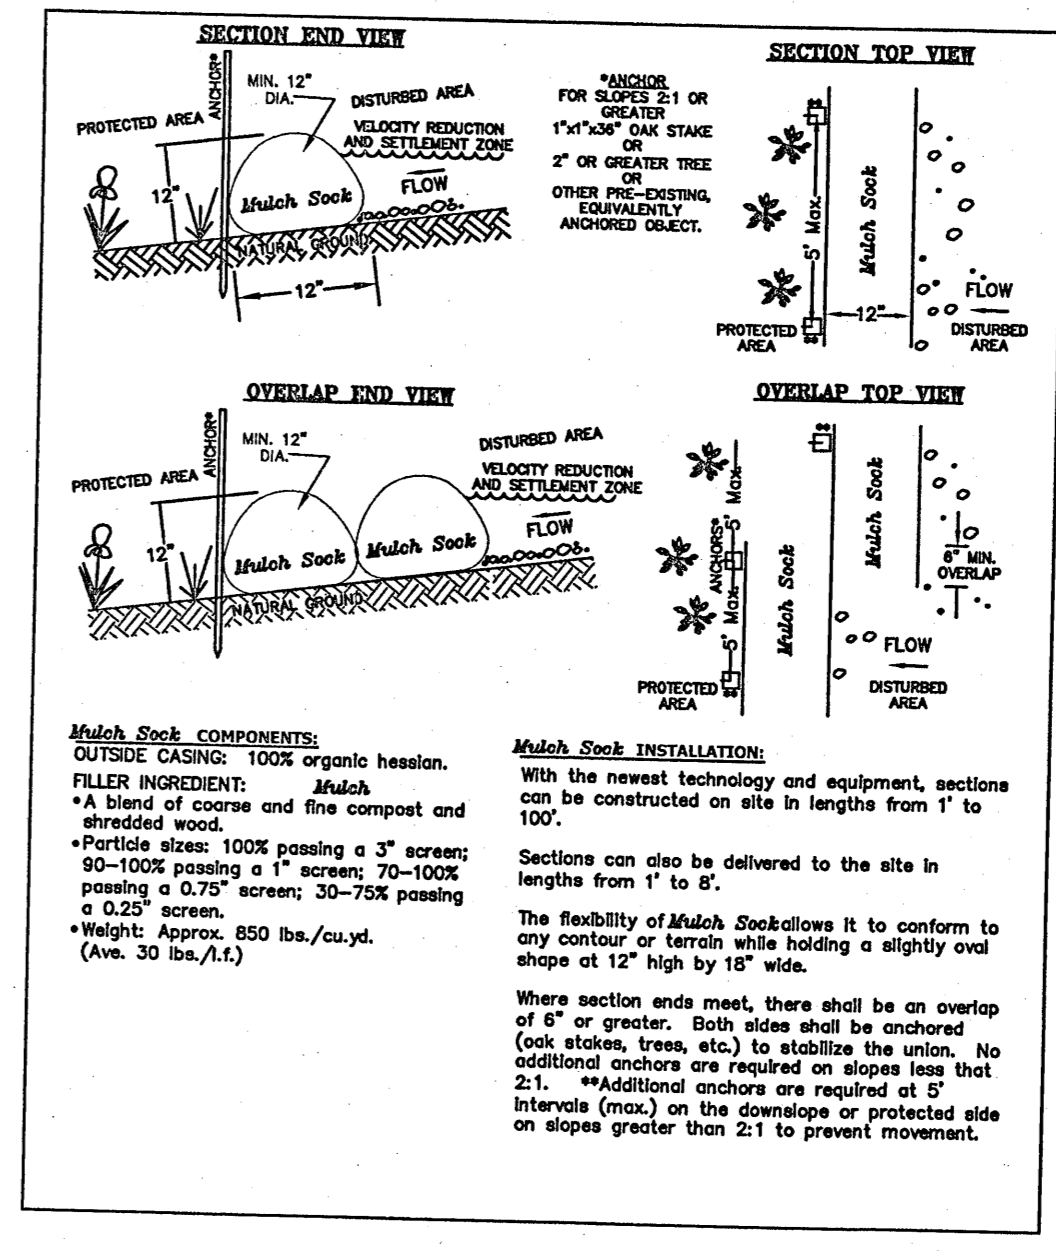 SECTION END VIEW
ANCHOR*
MIN. 12"
DIA.
DISTURBED AREA
PROTECTED AREA
VELOCITY REDUCTION
AND SETTLEMENT ZONE
12"
Mulch Sock
FLOW
NATURAL GROUND
12"
*ANCHOR
FOR SLOPES 2:1 OR
GREATER
1"x1"x36" OAK STAKE
OR
2" OR GREATER TREE
OR
OTHER PRE-EXISTING,
EQUIVALENTLY
ANCHORED OBJECT.
SECTION TOP VIEW
**
5' Max.
Mulch Sock
12"
FLOW
PROTECTED
AREA
**
DISTURBED
AREA
OVERLAP END VIEW
ANCHOR*
MIN. 12"
DIA.
DISTURBED AREA
PROTECTED AREA
VELOCITY REDUCTION
AND SETTLEMENT ZONE
12"
Mulch Sock
Mulch Sock
FLOW
NATURAL GROUND
OVERLAP TOP VIEW
**
5' Max.
ANCHORS*
5' Max.
Mulch Sock
Mulch Sock
6" MIN.
OVERLAP
FLOW
PROTECTED
AREA
**
DISTURBED
AREA
Mulch Sock COMPONENTS:
OUTSIDE CASING: 100% organic hessian.
FILLER INGREDIENT: Mulch
•A blend of coarse and fine compost and
shredded wood.
•Particle sizes: 100% passing a 3" screen;
90-100% passing a 1" screen; 70-100%
passing a 0.75" screen; 30-75% passing
a 0.25" screen.
•Weight: Approx. 850 lbs./cu.yd.
(Ave. 30 lbs./l.f.)
Mulch Sock INSTALLATION:
With the newest technology and equipment, sections
can be constructed on site in lengths from 1' to
100'.
Sections can also be delivered to the site in
lengths from 1' to 8'.
The flexibility of Mulch Sock allows it to conform to
any contour or terrain while holding a slightly oval
shape at 12" high by 18" wide.
Where section ends meet, there shall be an overlap
of 6" or greater. Both sides shall be anchored
(oak stakes, trees, etc.) to stabilize the union. No
additional anchors are required on slopes less that
2:1. **Additional anchors are required at 5'
intervals (max.) on the downslope or protected side
on slopes greater than 2:1 to prevent movement.